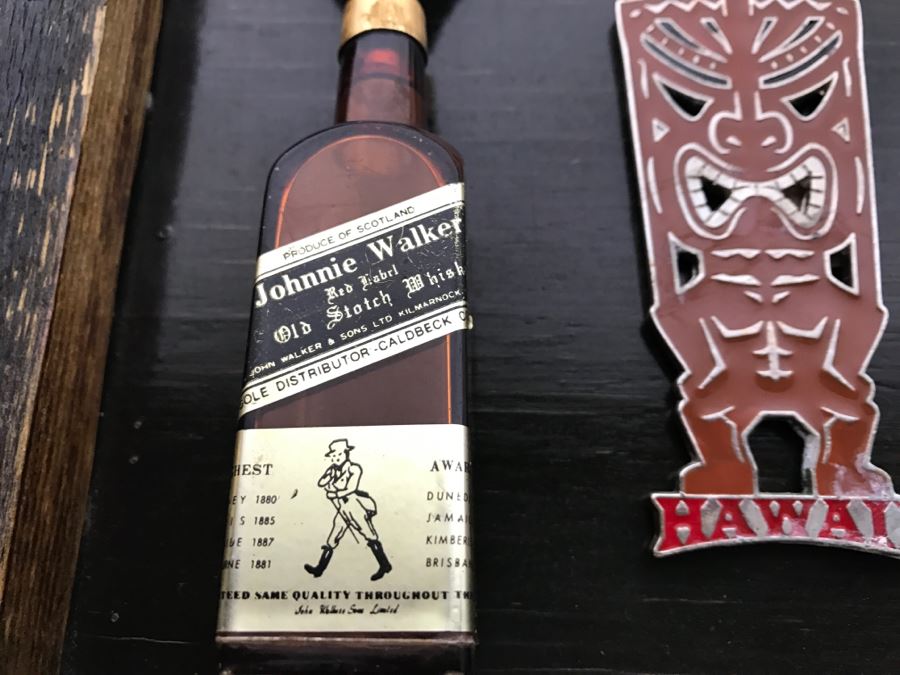 PRODUCE OF SCOTLAND
Johnnie Walker
Red Label
Old Scotch Whisk
JOHN WALKER & SONS LTD KILMARNOCK
SOLE DISTRIBUTOR-CALDBECK
HEST
EY 1880
IS 1885
1887
NE 1881
AWAR
DUNED
JAMAI
KIMBER
BRISBA
TEED SAME QUALITY THROUGHOUT TH
John Walker Sons Limited
HAWAI